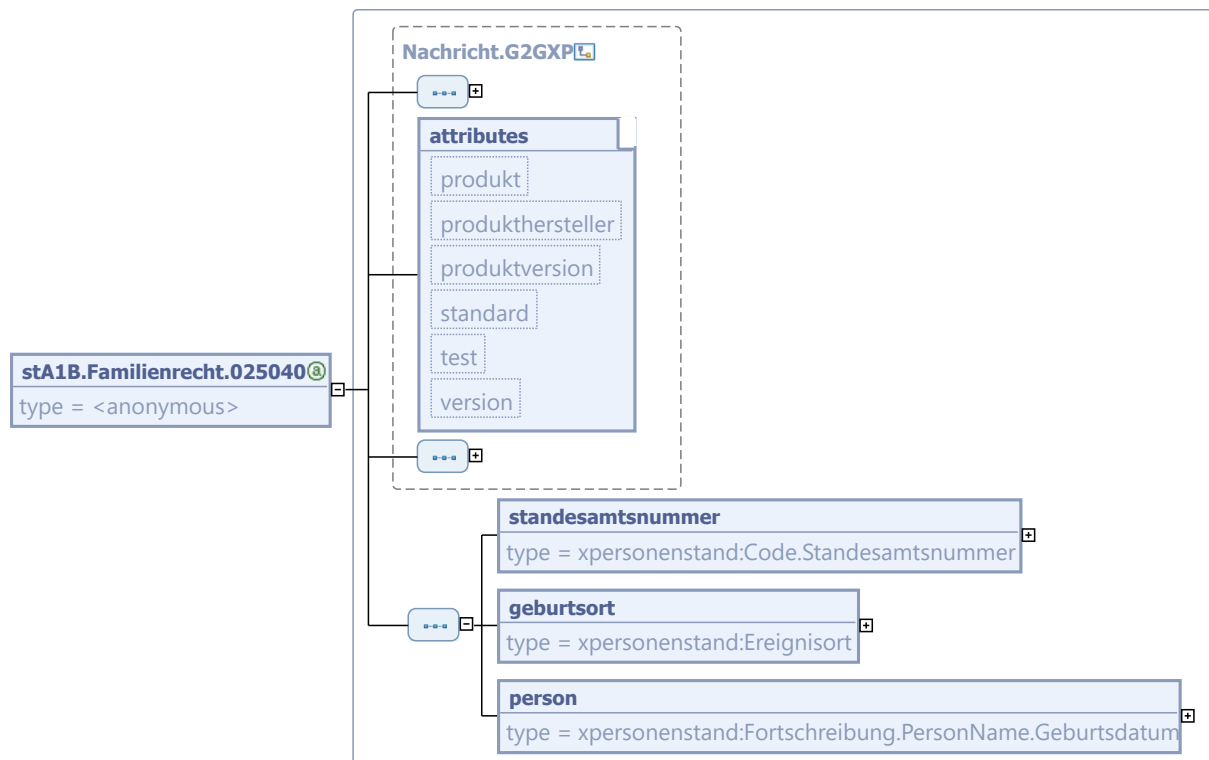 Nachricht.G2GXP
attributes
produkt
produkthersteller
produktversion
standard
test
version
stA1B.Familienrecht.025040 a
type = <anonymous>
standesamtsnummer
type = xpersonenstand:Code.Standesamtsnummer
geburtsort
type = xpersonenstand:Ereignisort
person
type = xpersonenstand:Fortschreibung.PersonName.Geburtsdatum